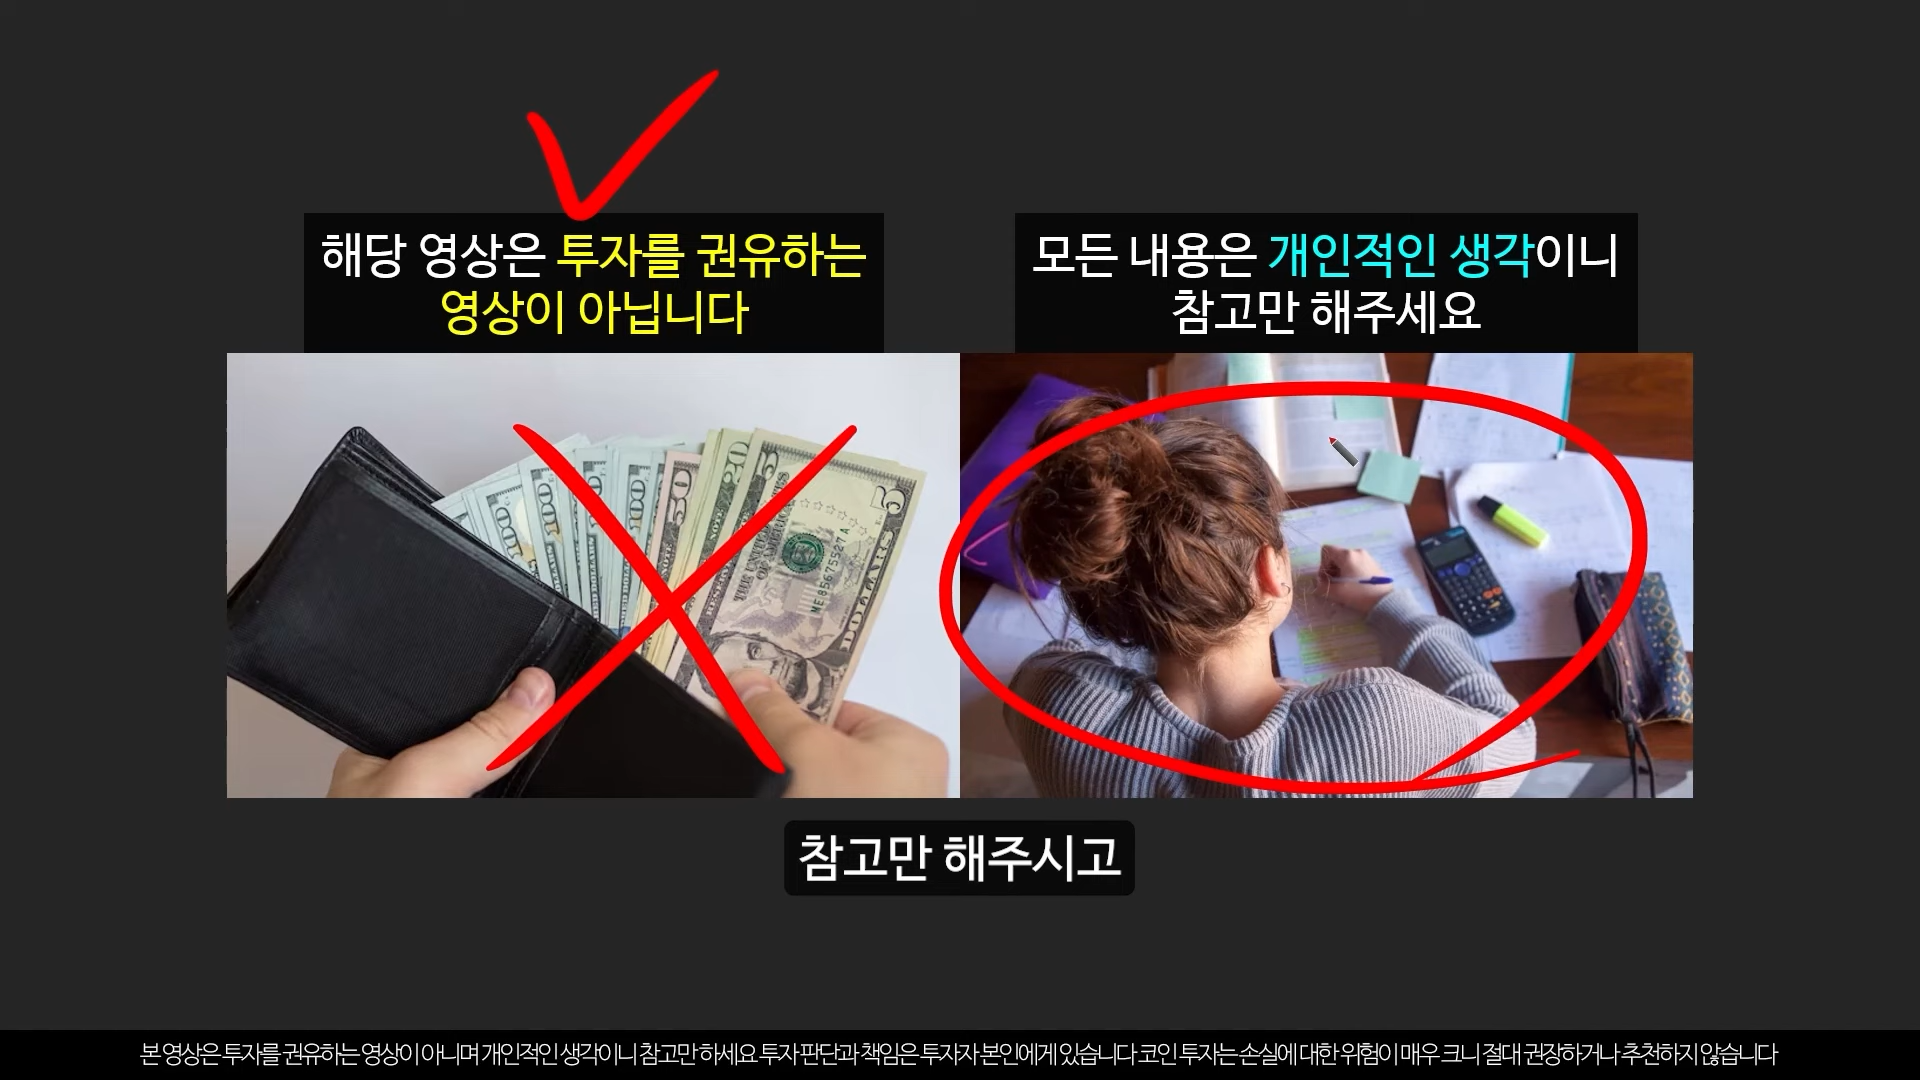 해당 영상은 투자를 권유하는
영상이 아닙니다
모든 내용은 개인적인 생각이니
참고만 해주세요
THE UNITED
OF AMERICA
ME85675527A
DOLLARS
참고만 해주시고
본 영상은 투자를 권유하는 영상이 아니며 개인적인 생각이니 참고만 하세요 투자 판단과 책임은 투자자 본인에게 있습니다 코인 투자는 손실에 대한 위험이 매우 크니 절대 권장하거나 추천하지 않습니다